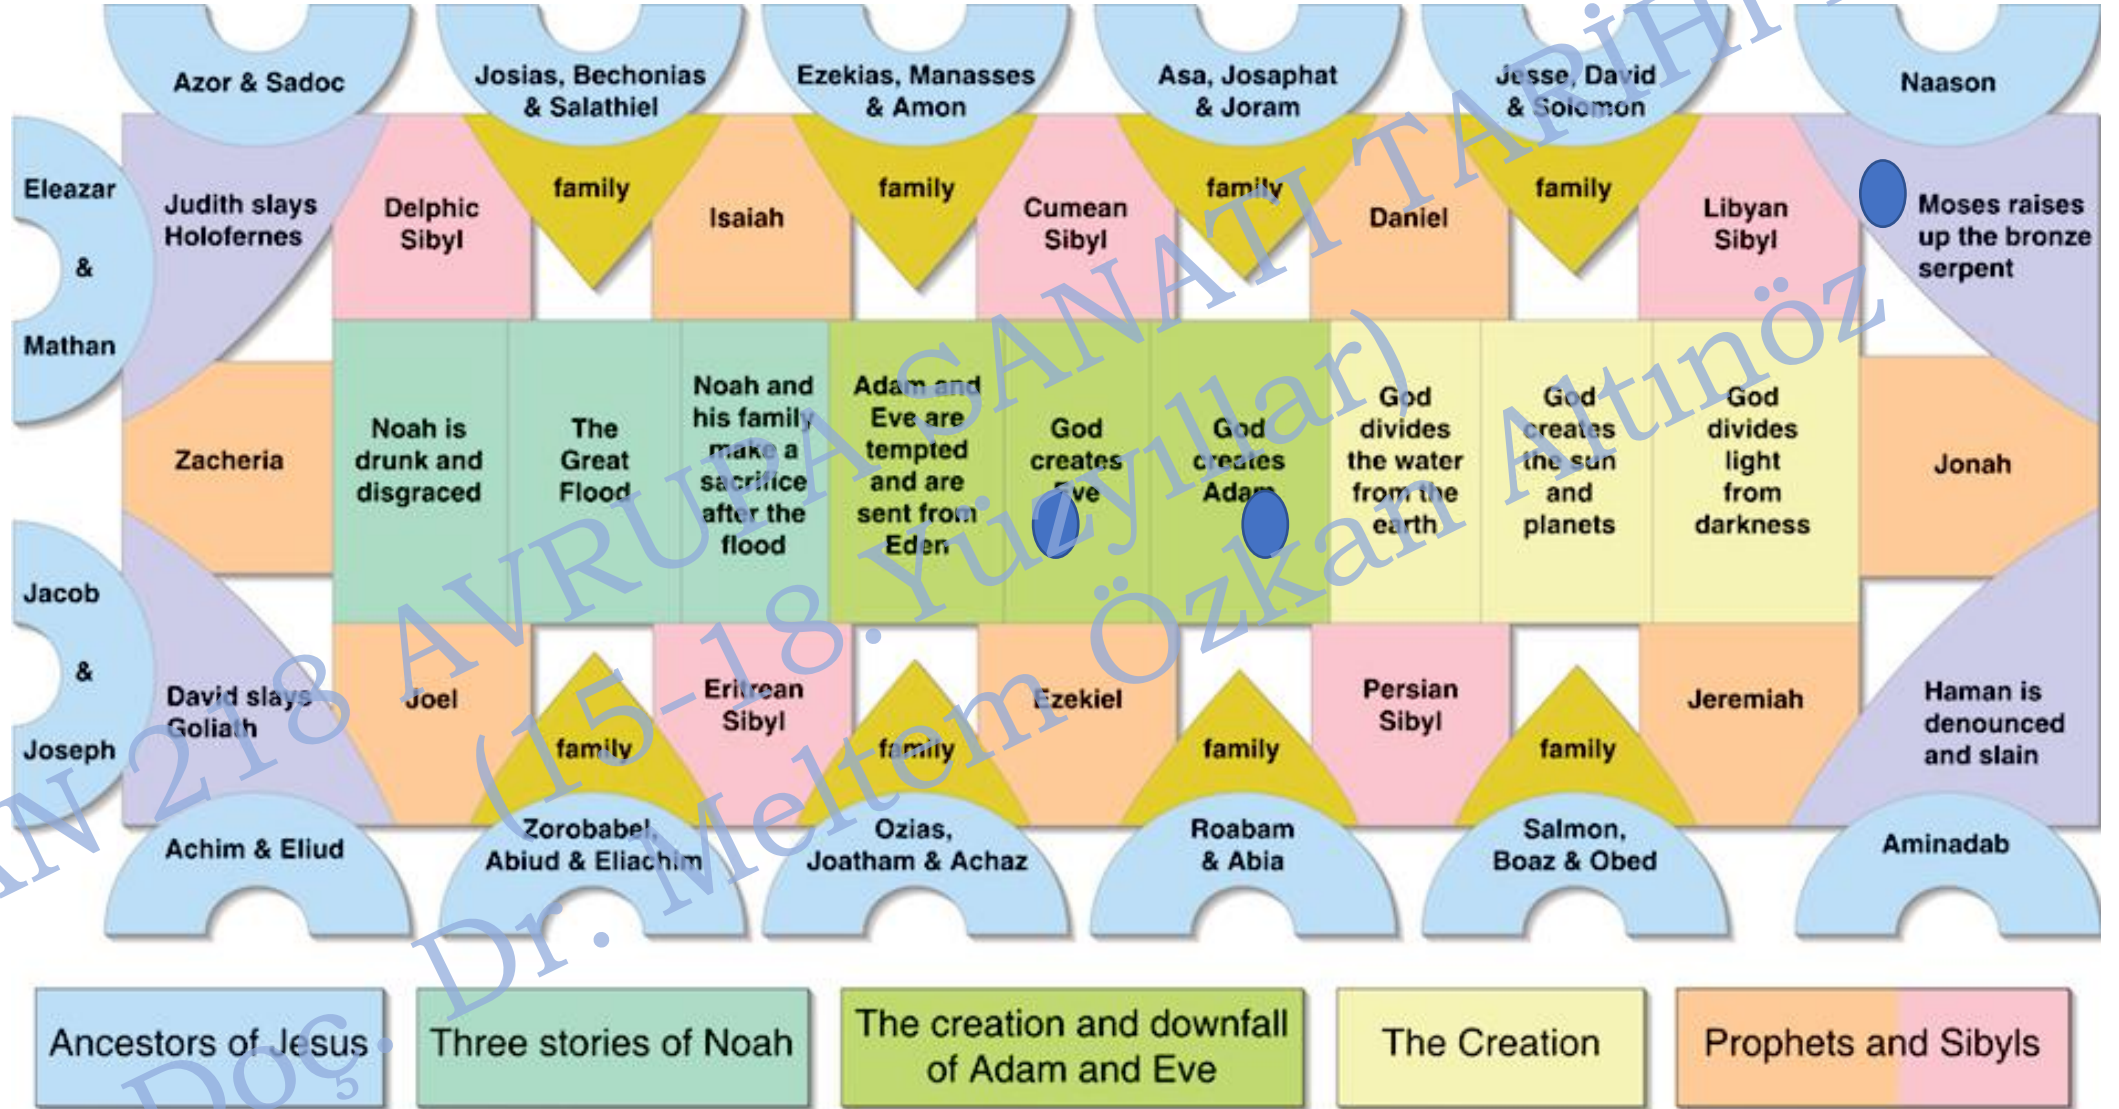 Azor & Sadoc
Josias, Bechonias
& Salathiel
Ezekias, Manasses
& Amon
Asa, Josaphat
& Joram
Jesse, David
& Solomon
Naason
Eleazar
&
Mathan
Judith slays
Holofernes
Delphic
Sibyl
family
Isaiah
family
Cumean
Sibyl
family
Daniel
family
Libyan
Sibyl
Moses raises
up the bronze
serpent
Zacheria
Noah is
drunk and
disgraced
The
Great
Flood
Noah and
his family
make a
sacrifice
after the
flood
Adam and
Eve are
tempted
and are
sent from
Eden
God
creates
Eve
God
creates
Adam
God
divides
the water
from the
earth
God
creates
the sun
and
planets
God
divides
light
from
darkness
Jonah
Jacob
&
Joseph
David slays
Goliath
Joel
family
Eritrean
Sibyl
family
Ezekiel
family
Persian
Sibyl
family
Jeremiah
Haman is
denounced
and slain
Achim & Eliud
Zorobabel,
Abiud & Eliachim
Ozias,
Joatham & Achaz
Roabam
& Abia
Salmon,
Boaz & Obed
Aminadab
Ancestors of Jesus
Three stories of Noah
The creation and downfall
of Adam and Eve
The Creation
Prophets and Sibyls
218 AVRUPA SANATI TARİHİ
(15-18.Yüzyıllar)
Doç. Dr. Meltem Özkan Altınöz